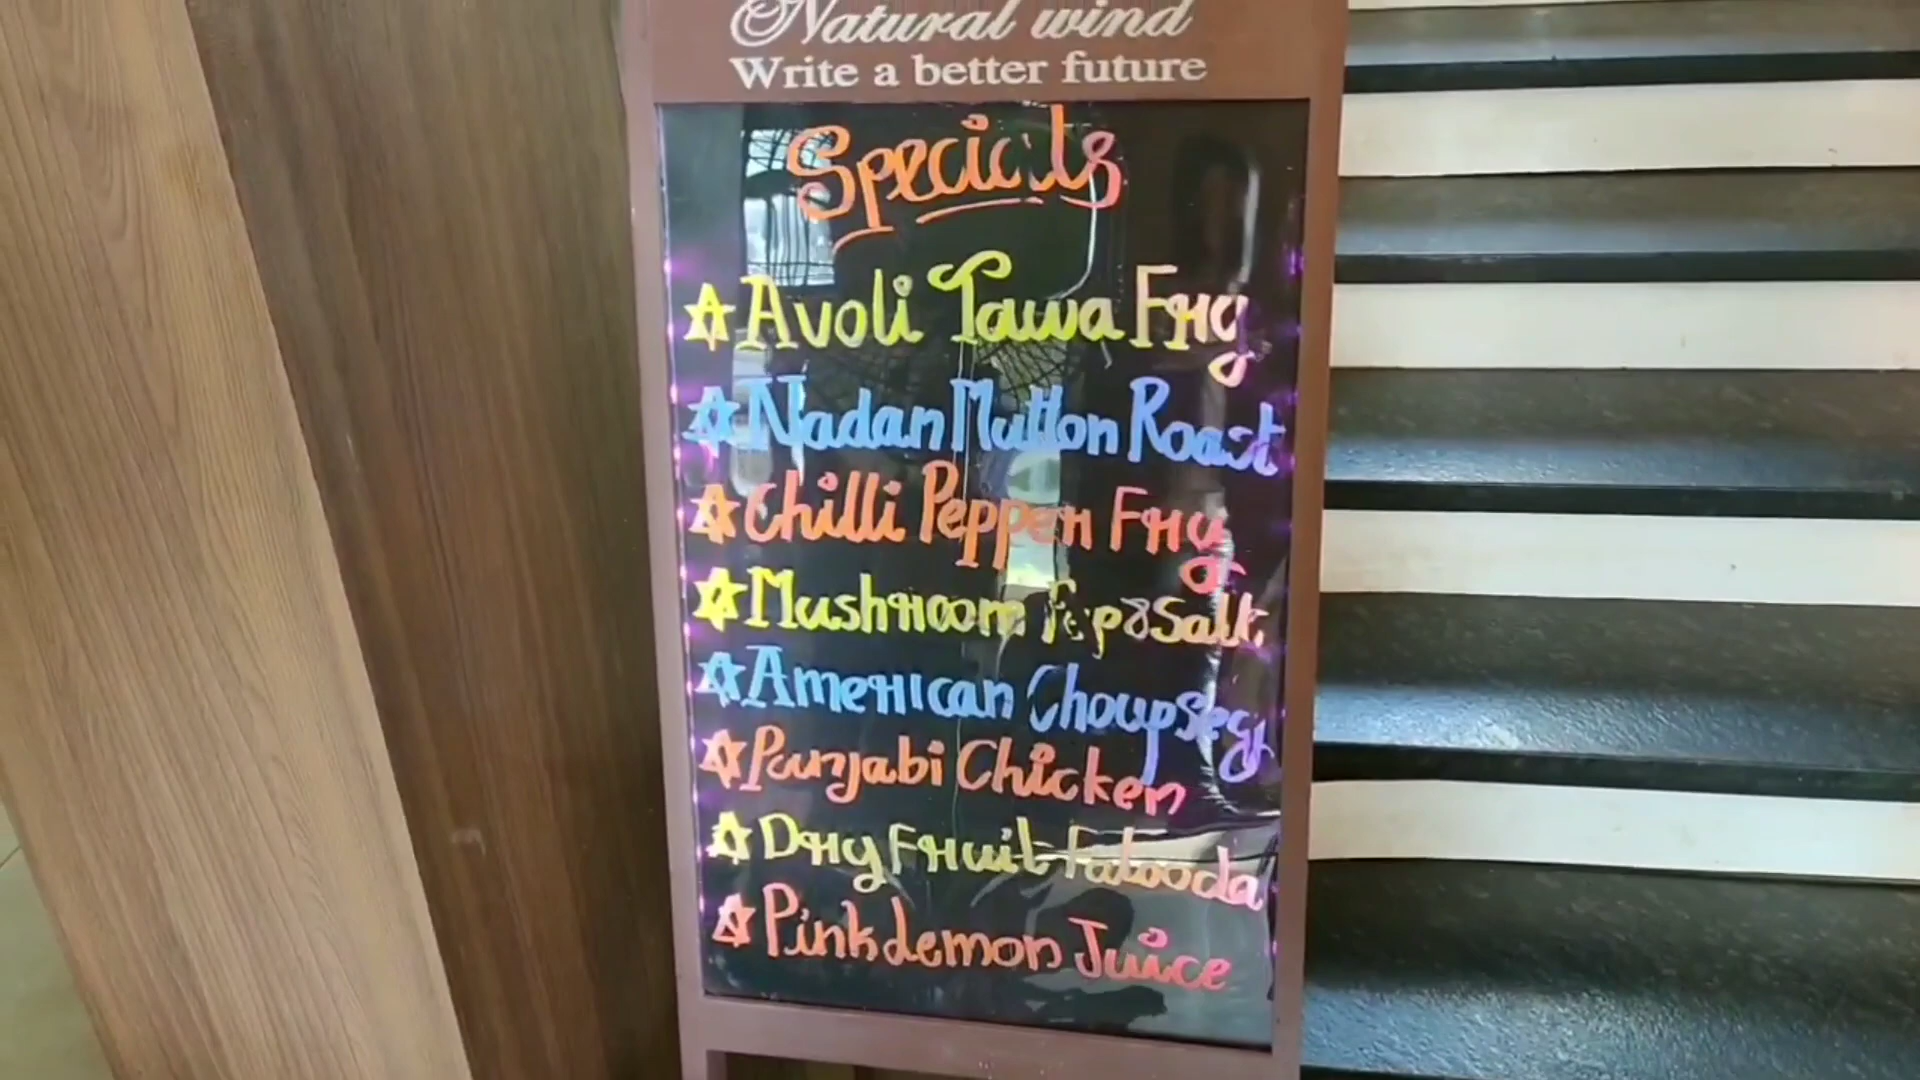 Natural wind
Write a better future
Specials
Avoli Tawa Fry
Nadan Mutton Roast
Chilli Pepper Fry
Mushroom Pep & Salt
American Choupsey
Punjabi Chicken
Dry Fruit Falooda
Pink Lemon Juice